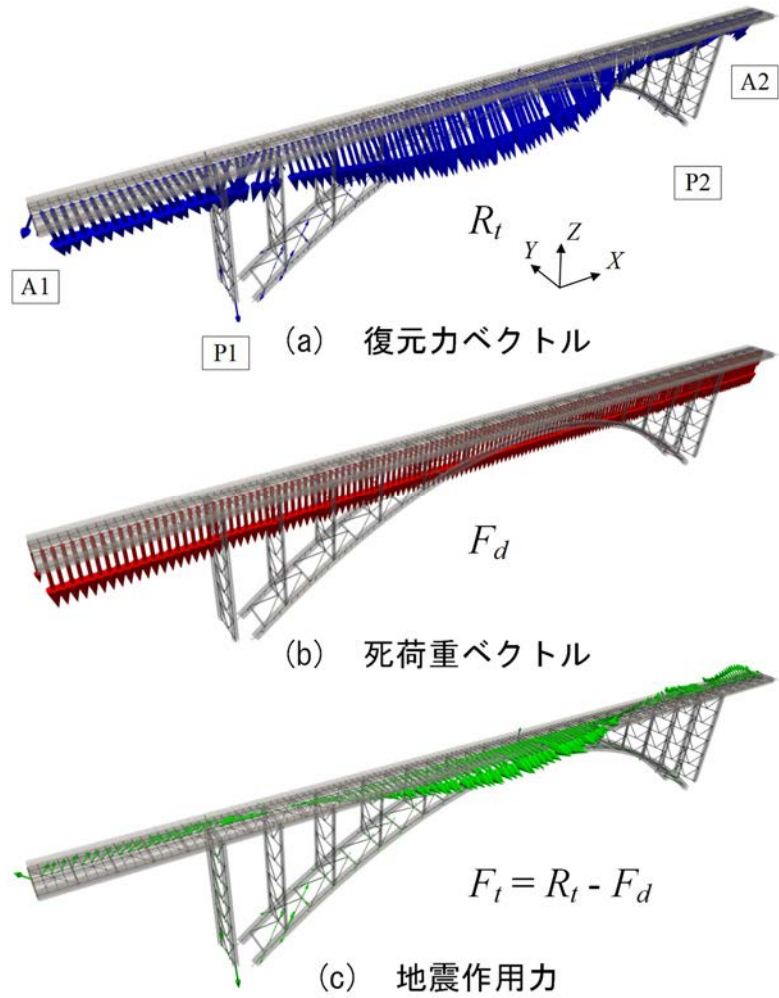 A2
P2
R_t
Z
Y
X
A1
P1
(a) 復元力ベクトル
F_d
(b) 死荷重ベクトル
F_t = R_t - F_d
(c) 地震作用力